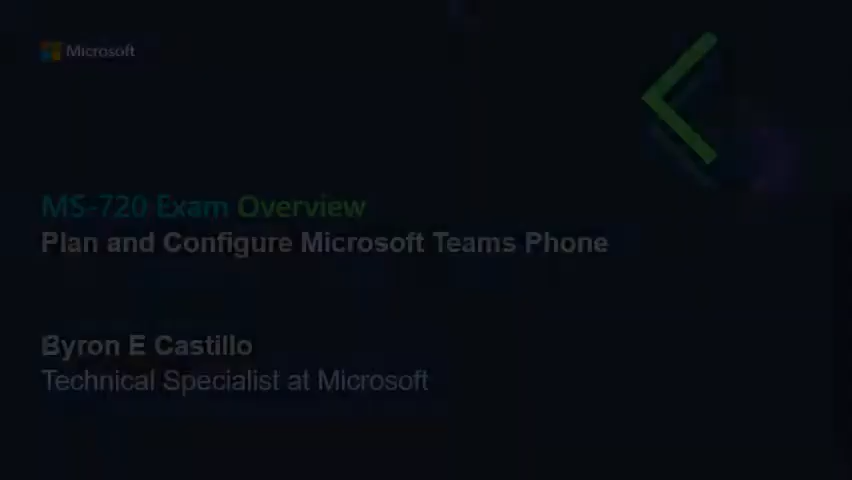 Microsoft
MS-720 Exam Overview
Plan and Configure Microsoft Teams Phone
Byron E Castillo
Technical Specialist at Microsoft